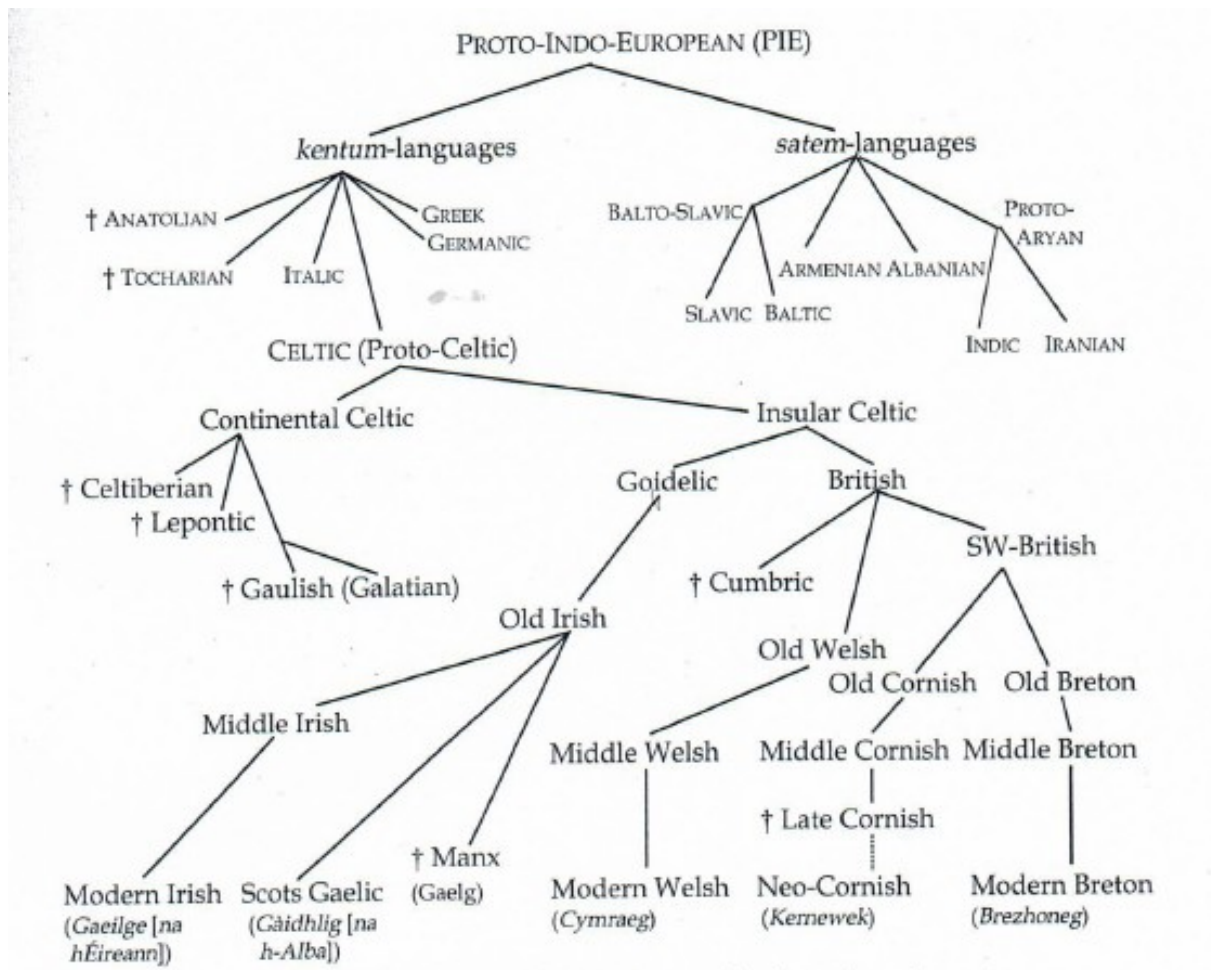 PROTO-INDO-EUROPEAN (PIE)
kentum-languages
satem-languages
† ANATOLIAN
† TOCHARIAN
ITALIC
GREEK
GERMANIC
BALTO-SLAVIC
PROTO-
ARYAN
ARMENIAN
ALBANIAN
SLAVIC
BALTIC
INDIC
IRANIAN
CELTIC (Proto-Celtic)
Continental Celtic
Insular Celtic
† Celtiberian
† Lepontic
† Gaulish (Galatian)
Goidelic
British
SW-British
† Cumbric
Old Irish
Old Welsh
Old Cornish
Old Breton
Middle Irish
Middle Welsh
Middle Cornish
Middle Breton
† Late Cornish
† Manx
(Gaelg)
Modern Irish
(Gaeilge [na
hÉireann])
Scots Gaelic
(Gàidhlig [na
h-Alba])
Modern Welsh
(Cymraeg)
Neo-Cornish
(Kernewek)
Modern Breton
(Brezhoneg)